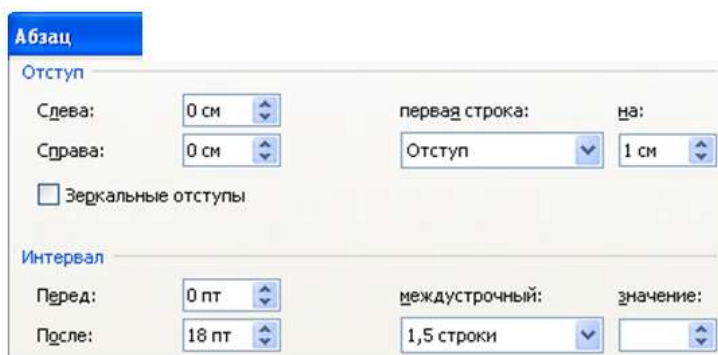 Абзац
Отступ
Слева: 0 см первая строка: на:
Справа: 0 см Отступ 1 см
Зеркальные отступы
Интервал
Перед: 0 пт междустрочный: значение:
После: 18 пт 1,5 строки